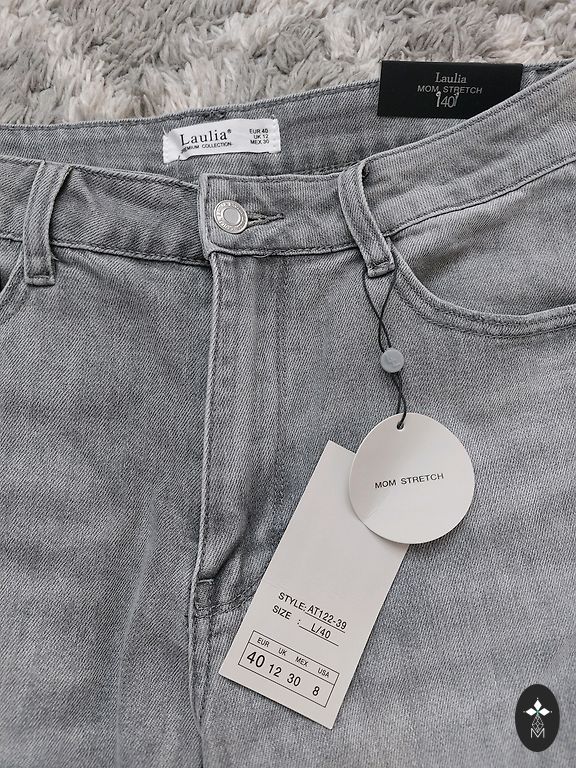 Laulia
MOM STRETCH
40
Laulia®
PREMIUM COLLECTION
EUR 40
UK 12
MEX 30
MOM STRETCH
STYLE: AT122-39
SIZE : L/40
EUR UK MEX USA
40 12 30 8
M